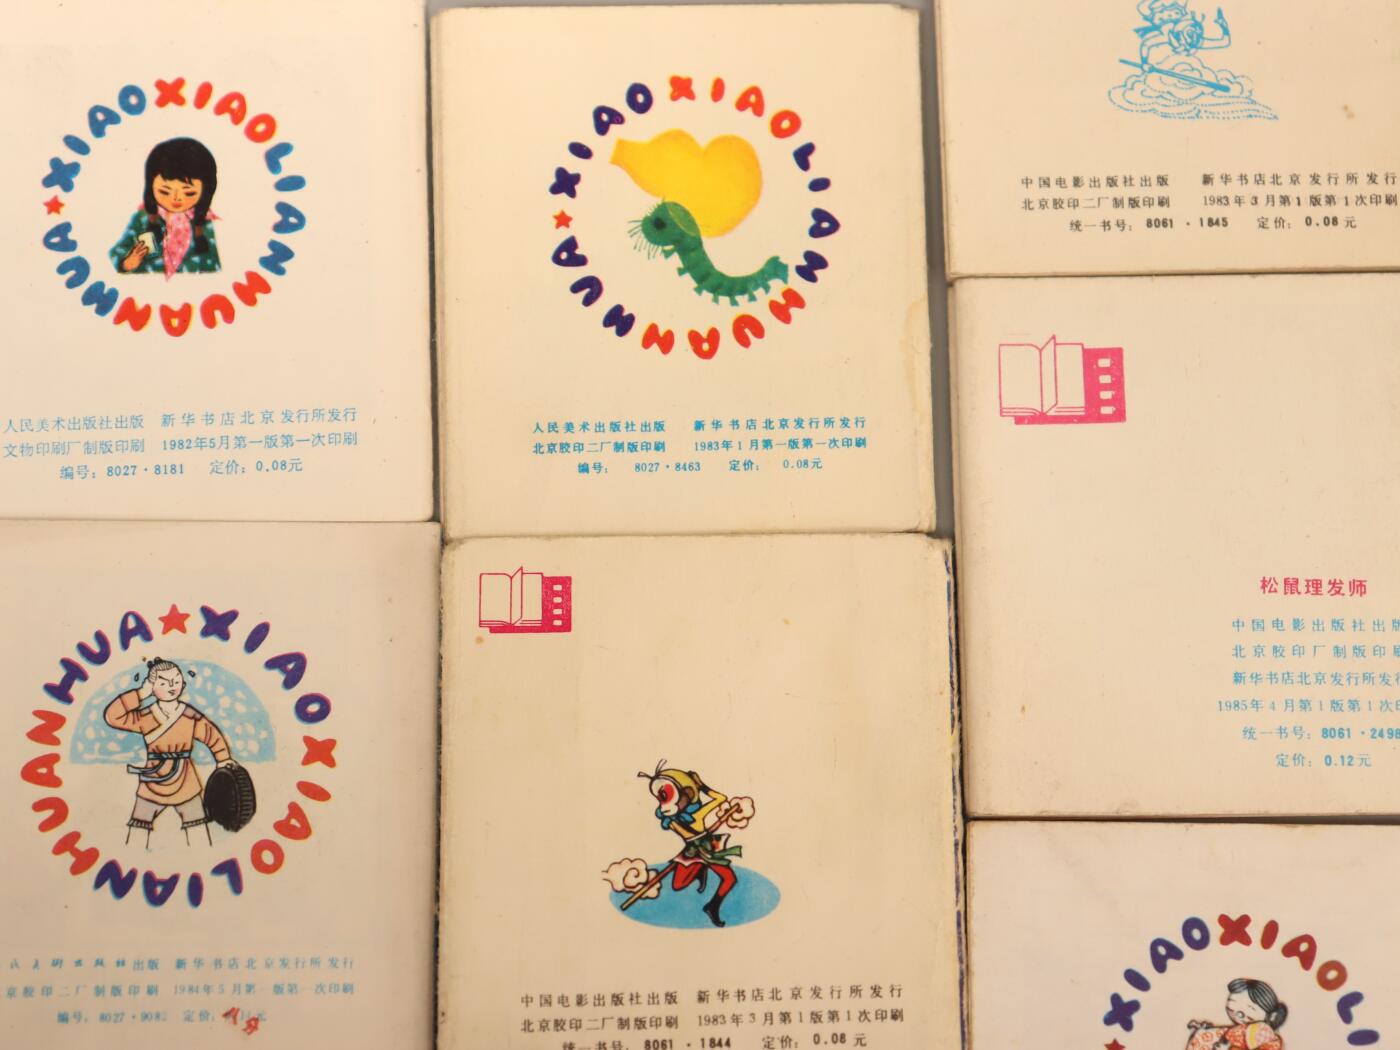 XIAOXIAOLIANHUANHUA
人民美术出版社出版 新华书店北京发行所发行
文物印刷厂制版印刷 1982年5月第一版第一次印刷
编号：8027·8181 定价：0.08元
XIAOXIAOLIANHUANHUA
人民美术出版社出版 新华书店北京发行所发行
北京胶印二厂制版印刷 1983年1月第一版第一次印刷
编号： 8027·8463 定价： 0.08元
中国电影出版社出版 新华书店北京发行所发行
北京胶印二厂制版印刷 1983年3月第1版第1次印刷
统一书号：8061·1845 定价：0.08元
松鼠理发师
中国电影出版社出版
北京胶印厂制版印刷
新华书店北京发行所发行
1985年4月第1版第1次印
统一书号：8061·2498
定价：0.12元
XIAOXIAOLIANHUANHUA
美術出版社出版 新华书店北京发行所发行
京胶印二厂制版印刷 1984年5月第一版第一次印刷
编号：8027·9082 定价： 元
中国电影出版社出版 新华书店北京发行所发行
北京胶印二厂制版印刷 1983年3月第1版第1次印刷
统一书号：8061·1844 定价：0.08元
XIAOXIAOLI